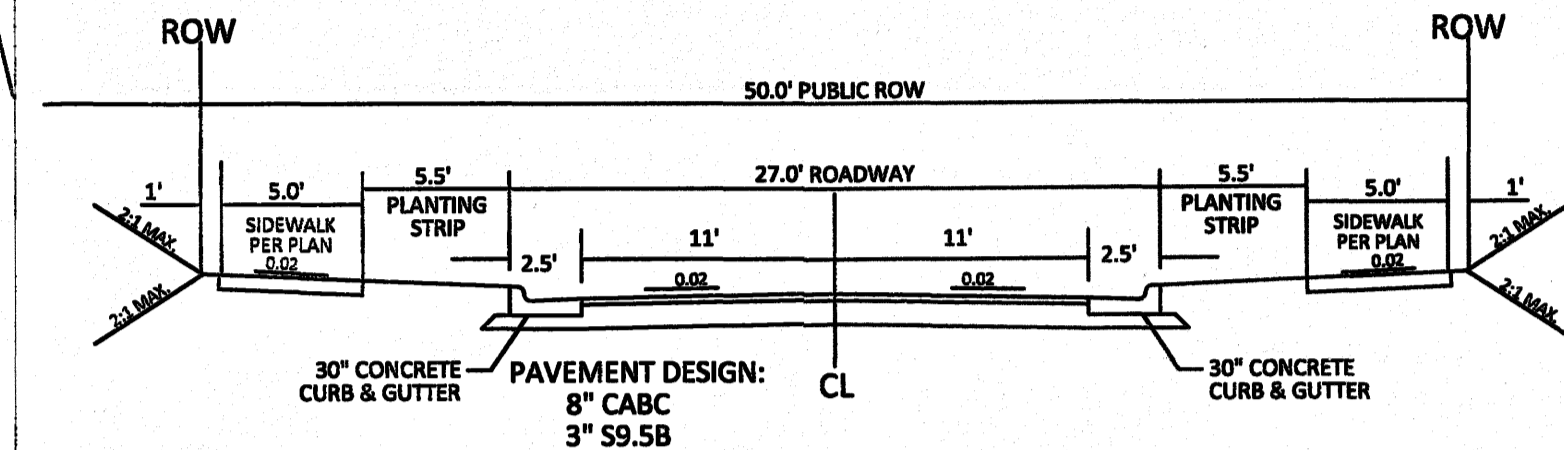 ROW
ROW
50.0' PUBLIC ROW
1'
5.0'
5.5'
27.0' ROADWAY
5.5'
5.0'
1'
PLANTING
STRIP
PLANTING
STRIP
2:1 MAX.
SIDEWALK
PER PLAN
0.02
2.5'
11'
11'
2.5'
SIDEWALK
PER PLAN
0.02
2:1 MAX.
0.02
0.02
2:1 MAX.
2:1 MAX.
30" CONCRETE
CURB & GUTTER
PAVEMENT DESIGN:
8" CABC
3" S9.5B
CL
30" CONCRETE
CURB & GUTTER